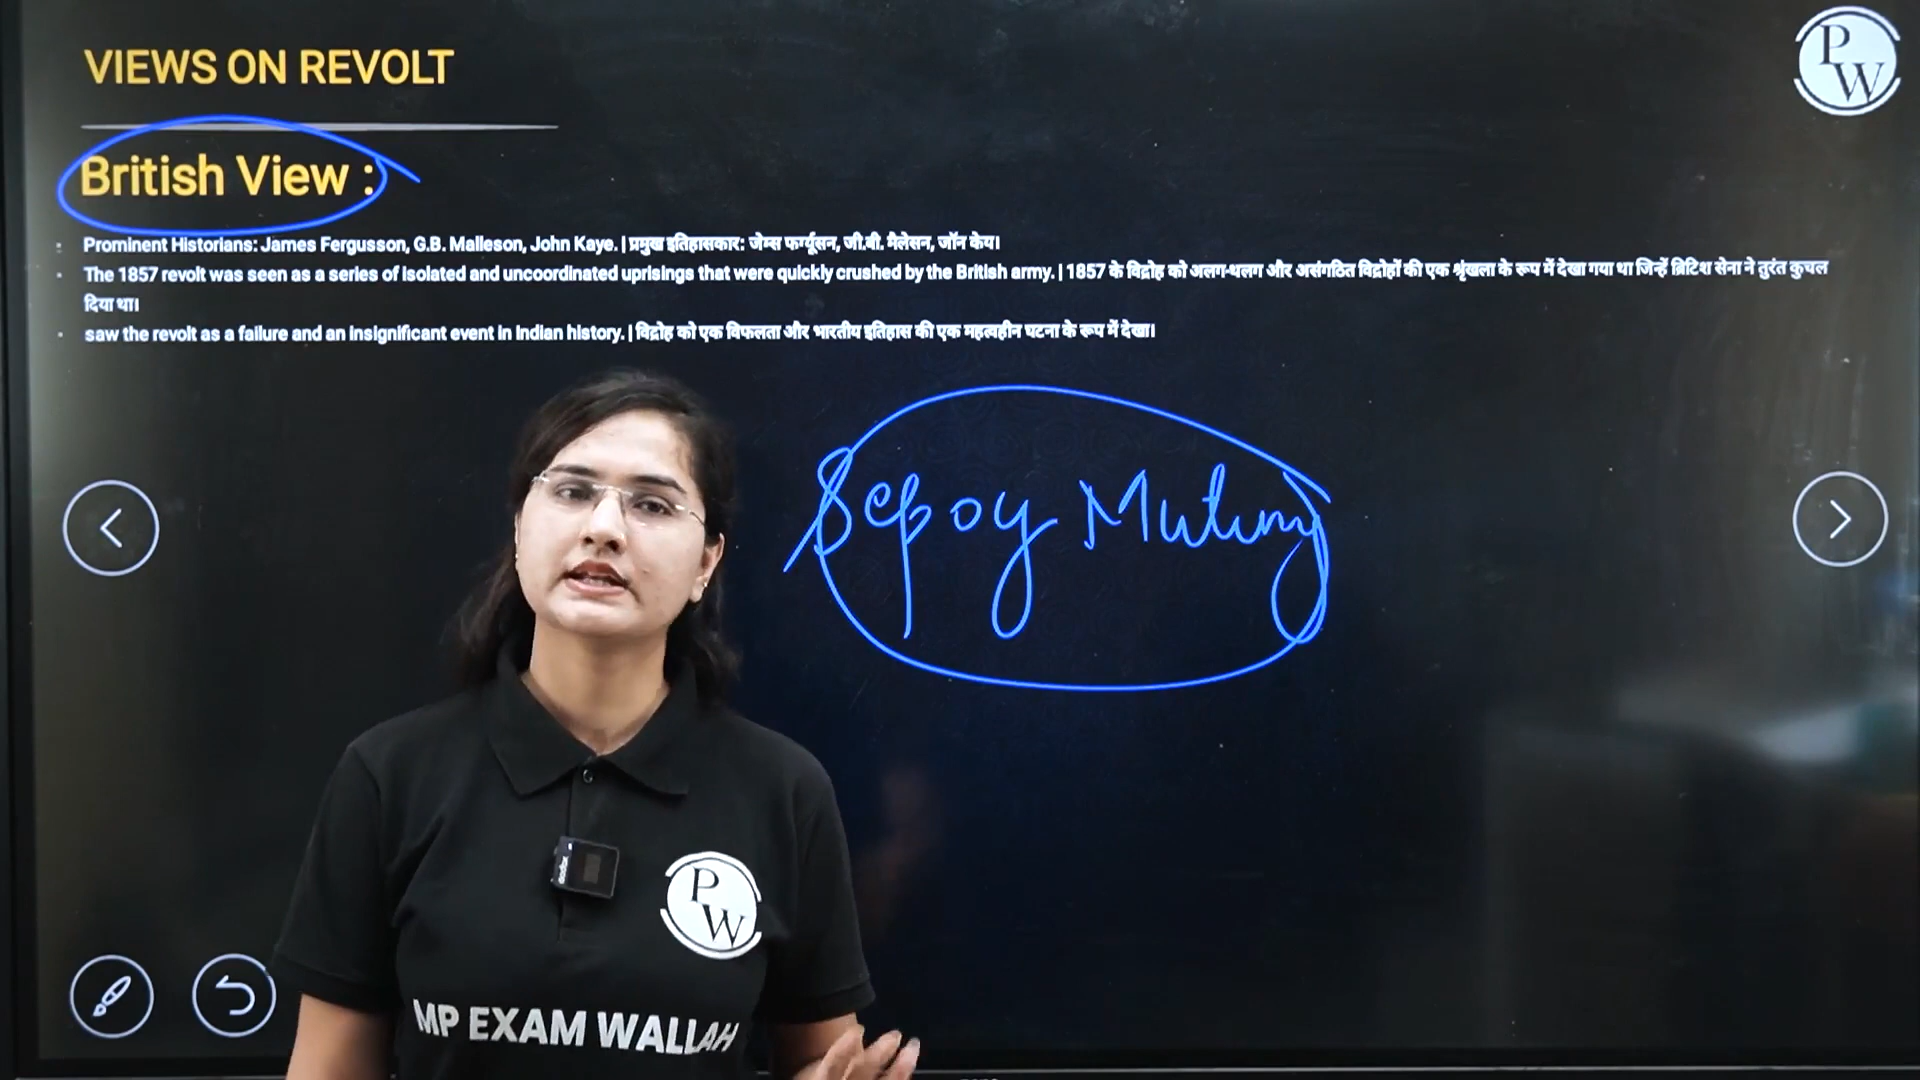 VIEWS ON REVOLT
PW
British View :
Prominent Historians: James Fergusson, G.B. Malleson, John Kaye. | प्रमुख इतिहासकार: जेम्स फर्ग्यूसन, जी.बी. मैलेसन, जॉन केय।
The 1857 revolt was seen as a series of isolated and uncoordinated uprisings that were quickly crushed by the British army. | 1857 के विद्रोह को अलग-थलग और असंगठित विद्रोहों की एक श्रृंखला के रूप में देखा गया था जिन्हें ब्रिटिश सेना ने तुरंत कुचल
दिया था।
saw the revolt as a failure and an insignificant event in Indian history. | विद्रोह को एक विफलता और भारतीय इतिहास की एक महत्वहीन घटना के रूप में देखा।
Sepoy Mutiny
PW
MP EXAM WALLAH